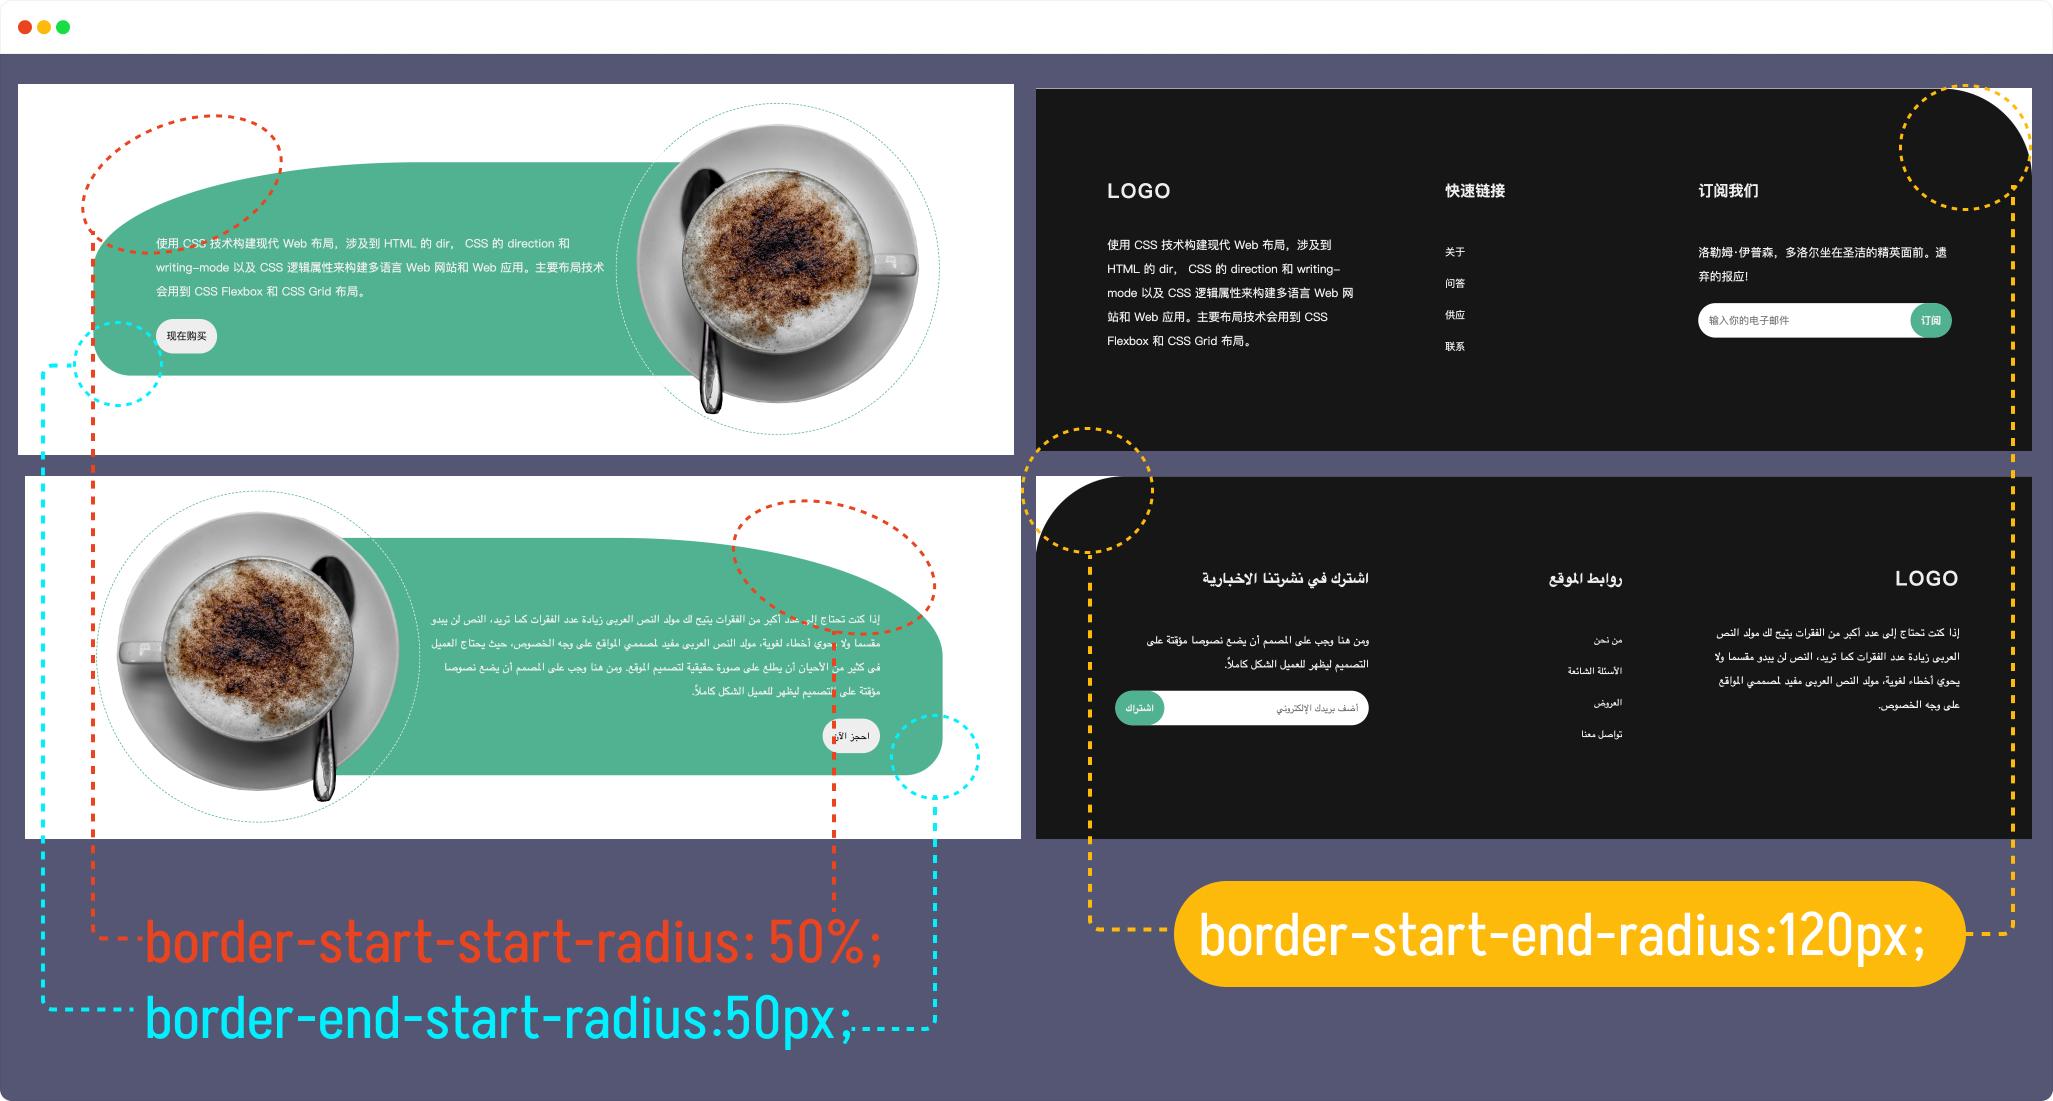 使用 CSS 技术构建现代 Web 布局，涉及到 HTML 的 dir， CSS 的 direction 和
writing-mode 以及 CSS 逻辑属性来构建多语言 Web 网站和 Web 应用。主要布局技术
会用到 CSS Flexbox 和 CSS Grid 布局。
现在购买
LOGO
使用 CSS 技术构建现代 Web 布局，涉及到
HTML 的 dir， CSS 的 direction 和 writing-
mode 以及 CSS 逻辑属性来构建多语言 Web 网
站和 Web 应用。主要布局技术会用到 CSS
Flexbox 和 CSS Grid 布局。
快速链接
关于
问答
供应
联系
订阅我们
洛勒姆·伊普森，多洛尔坐在圣洁的精英面前。遗
弃的报应!
输入你的电子邮件
订阅
إذا كنت تحتاج إلى عدد أكبر من الفقرات يتيح لك مولد النص العربى زيادة عدد الفقرات كما تريد، النص لن يبدو
مقسما ولا يحوي أخطاء لغوية، مولد النص العربى مفيد لمصممي المواقع على وجه الخصوص، حيث يحتاج العميل
فى كثير من الأحيان أن يطلع على صورة حقيقية لتصميم الموقع. ومن هنا وجب على المصمم أن يضع نصوصا
مؤقتة على التصميم ليظهر للعميل الشكل كاملاً.
احجز الآن
LOGO
إذا كنت تحتاج إلى عدد أكبر من الفقرات يتيح لك مولد النص
العربى زيادة عدد الفقرات كما تريد، النص لن يبدو مقسما ولا
يحوي أخطاء لغوية، مولد النص العربى مفيد لمصممي المواقع
على وجه الخصوص.
روابط الموقع
من نحن
الأسئلة الشائعة
العروض
تواصل معنا
اشترك في نشرتنا الاخبارية
ومن هنا وجب على المصمم أن يضع نصوصا مؤقتة على
التصميم ليظهر للعميل الشكل كاملاً.
أضف بريدك الإلكتروني
اشتراك
border-start-start-radius: 50%;
border-end-start-radius:50px;
border-start-end-radius:120px;